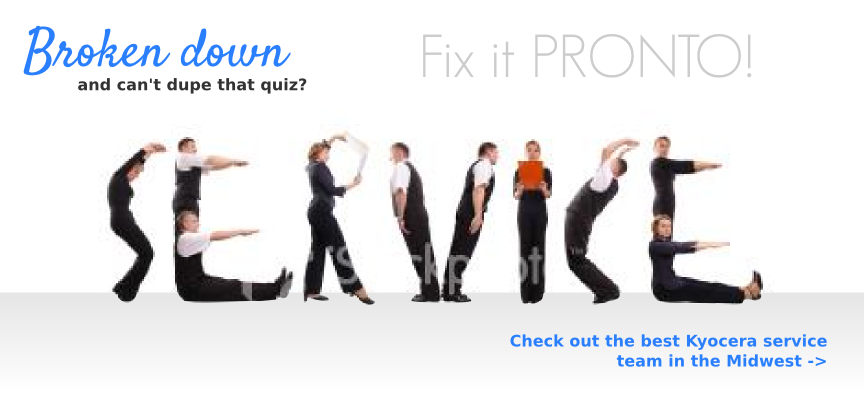 Broken down
and can't dupe that quiz?
Fix it PRONTO!
SERVICE
iStockphoto™
Check out the best Kyocera service
team in the Midwest ->